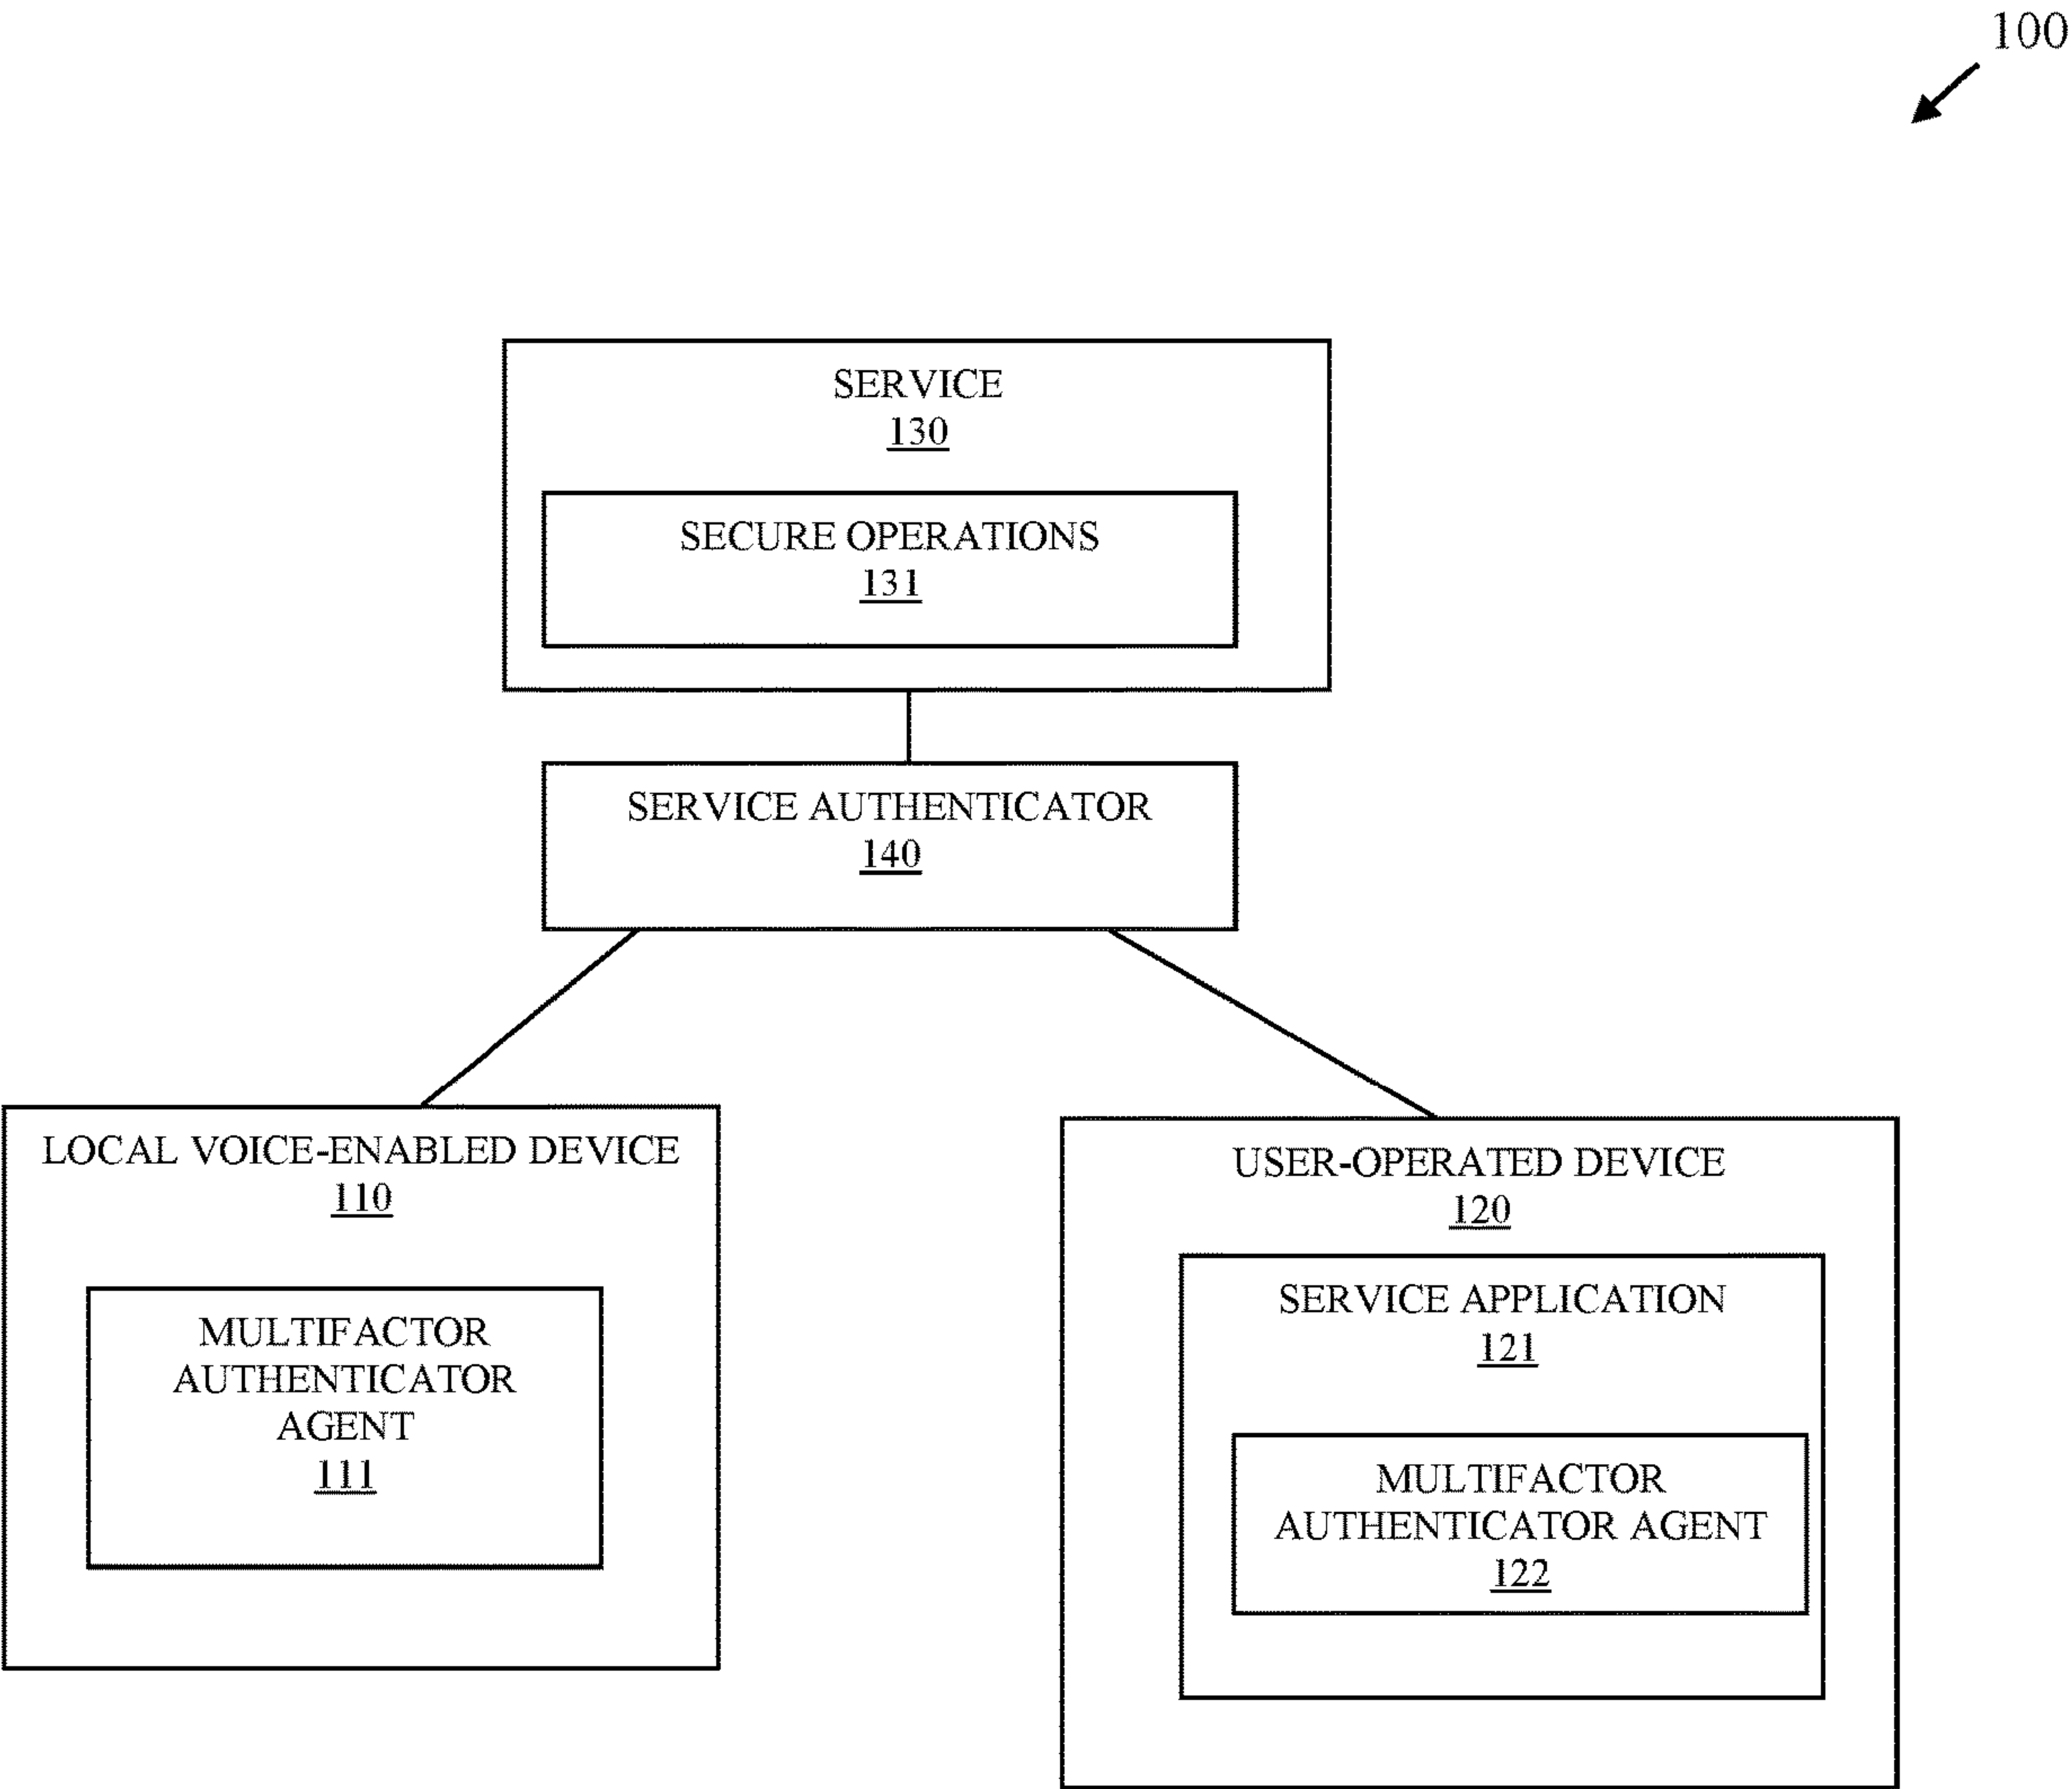 100
SERVICE
130
SECURE OPERATIONS
131
SERVICE AUTHENTICATOR
140
LOCAL VOICE-ENABLED DEVICE
110
MULTIFACTOR
AUTHENTICATOR
AGENT
111
USER-OPERATED DEVICE
120
SERVICE APPLICATION
121
MULTIFACTOR
AUTHENTICATOR AGENT
122